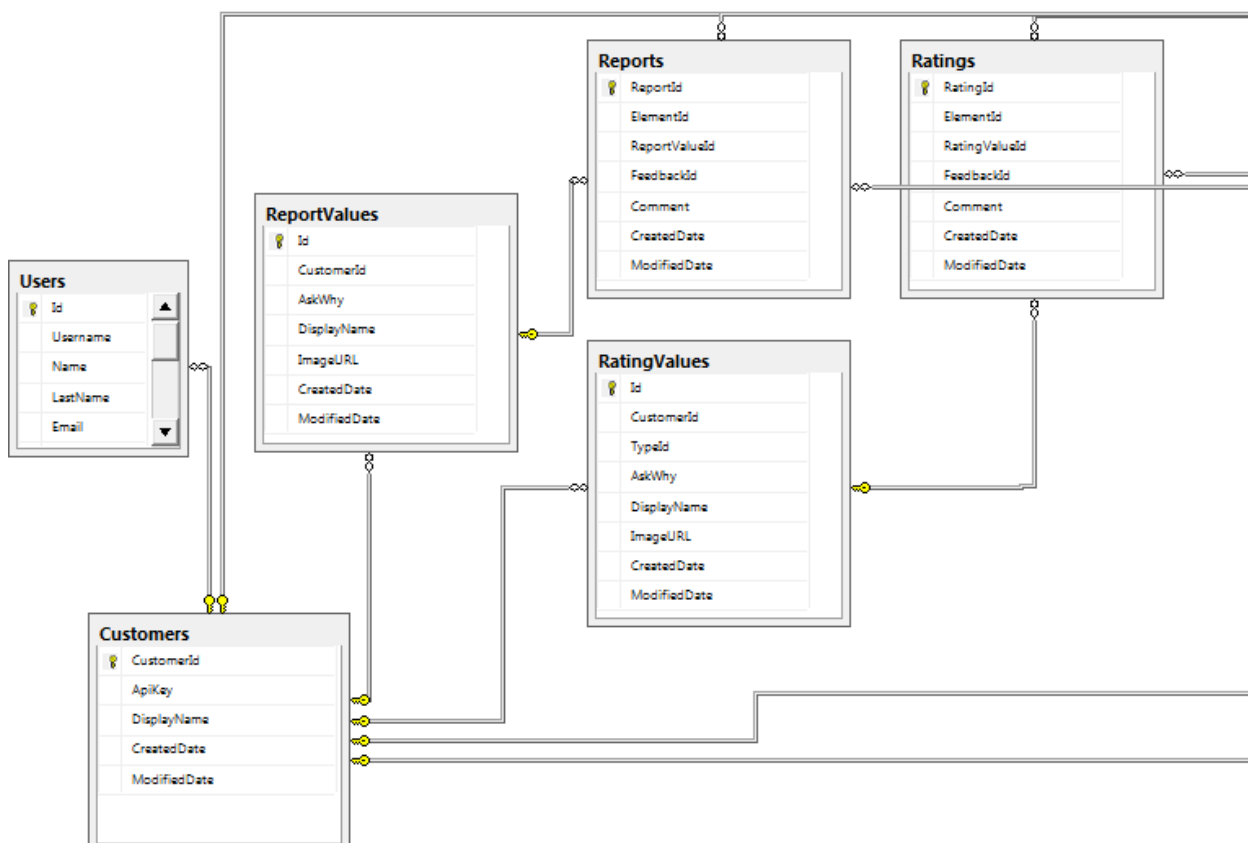 Reports
ReportId
ElementId
ReportValueId
FeedbackId
Comment
CreatedDate
ModifiedDate
Ratings
RatingId
ElementId
RatingValueId
FeedbackId
Comment
CreatedDate
ModifiedDate
ReportValues
Id
CustomerId
AskWhy
DisplayName
ImageURL
CreatedDate
ModifiedDate
Users
Id
Username
Name
LastName
Email
RatingValues
Id
CustomerId
TypeId
AskWhy
DisplayName
ImageURL
CreatedDate
ModifiedDate
Customers
CustomerId
ApiKey
DisplayName
CreatedDate
ModifiedDate